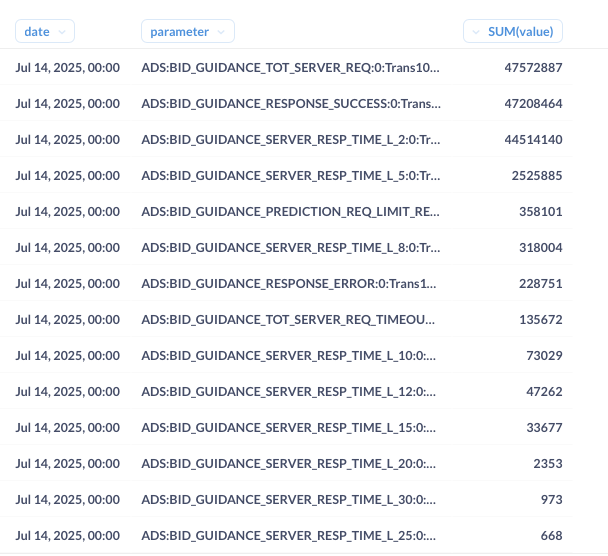 date parameter SUM(value)
Jul 14, 2025, 00:00 ADS:BID_GUIDANCE_TOT_SERVER_REQ:0:Trans10... 47572887
Jul 14, 2025, 00:00 ADS:BID_GUIDANCE_RESPONSE_SUCCESS:0:Trans... 47208464
Jul 14, 2025, 00:00 ADS:BID_GUIDANCE_SERVER_RESP_TIME_L_2:0:Tr... 44514140
Jul 14, 2025, 00:00 ADS:BID_GUIDANCE_SERVER_RESP_TIME_L_5:0:Tr... 2525885
Jul 14, 2025, 00:00 ADS:BID_GUIDANCE_PREDICTION_REQ_LIMIT_RE... 358101
Jul 14, 2025, 00:00 ADS:BID_GUIDANCE_SERVER_RESP_TIME_L_8:0:Tr... 318004
Jul 14, 2025, 00:00 ADS:BID_GUIDANCE_RESPONSE_ERROR:0:Trans1... 228751
Jul 14, 2025, 00:00 ADS:BID_GUIDANCE_TOT_SERVER_REQ_TIMEOU... 135672
Jul 14, 2025, 00:00 ADS:BID_GUIDANCE_SERVER_RESP_TIME_L_10:0:... 73029
Jul 14, 2025, 00:00 ADS:BID_GUIDANCE_SERVER_RESP_TIME_L_12:0:... 47262
Jul 14, 2025, 00:00 ADS:BID_GUIDANCE_SERVER_RESP_TIME_L_15:0:... 33677
Jul 14, 2025, 00:00 ADS:BID_GUIDANCE_SERVER_RESP_TIME_L_20:0:... 2353
Jul 14, 2025, 00:00 ADS:BID_GUIDANCE_SERVER_RESP_TIME_L_30:0:... 973
Jul 14, 2025, 00:00 ADS:BID_GUIDANCE_SERVER_RESP_TIME_L_25:0:... 668